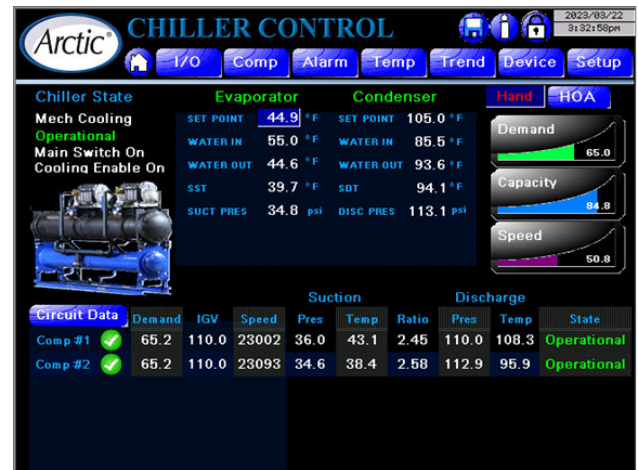 Arctic
CHILLER CONTROL
2023/03/22
3:32:58pm
I/O Comp Alarm Temp Trend Device Setup
Chiller State
Mech Cooling
Operational
Main Switch On
Cooling Enable On
Evaporator
SET POINT 44.9 °F
WATER IN 55.0 °F
WATER OUT 44.6 °F
SST 39.7 °F
SUCT PRES 34.8 psi
Condenser
SET POINT 105.0 °F
WATER IN 85.5 °F
WATER OUT 93.6 °F
SDT 94.1 °F
DISC PRES 113.1 psi
Hand HOA
Demand
65.0
Capacity
84.8
Speed
50.8
Suction Discharge
Circuit Data Demand IGV Speed Pres Temp Ratio Pres Temp State
Comp #1 65.2 110.0 23002 36.0 43.1 2.45 110.0 108.3 Operational
Comp #2 65.2 110.0 23093 34.6 38.4 2.58 112.9 95.9 Operational